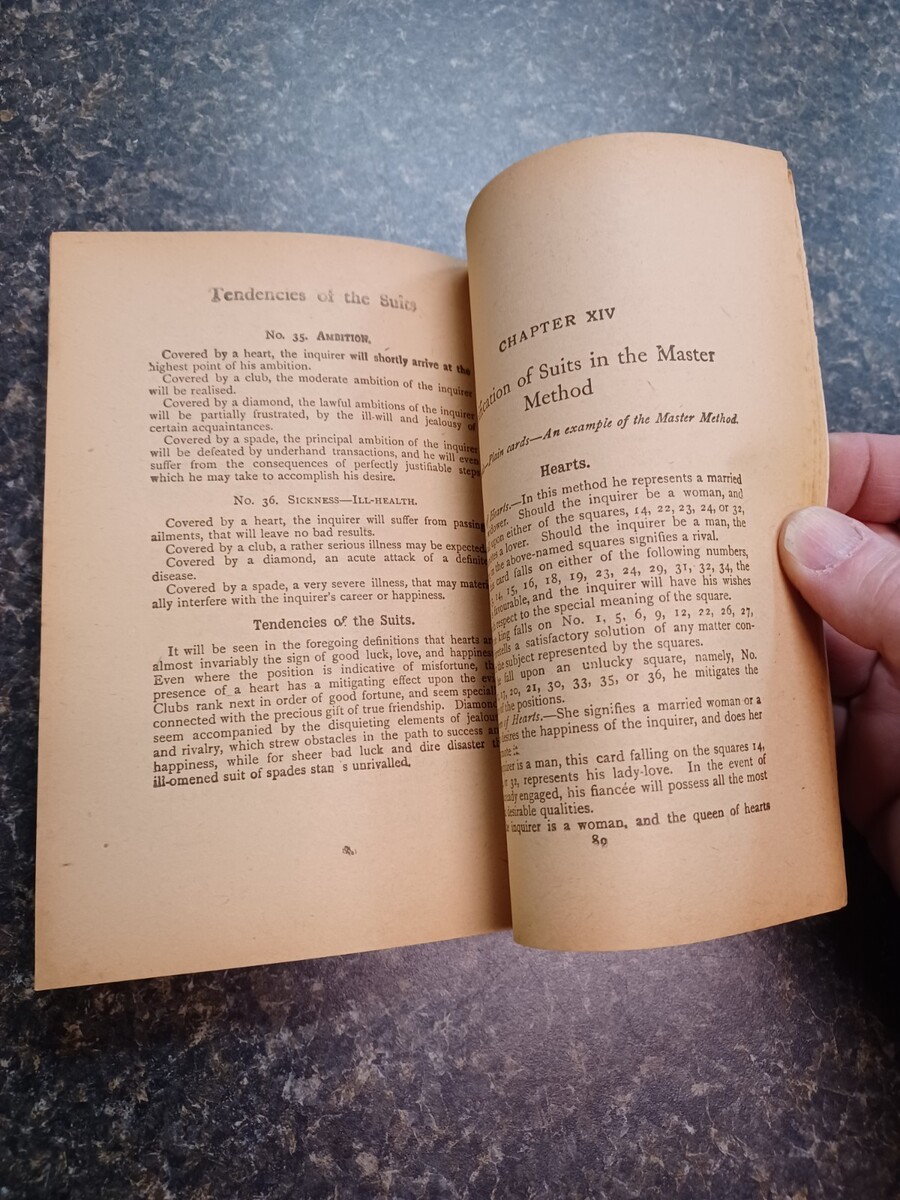 Tendencies of the Suits
No. 35. AMBITION.
Covered by a heart, the inquirer will shortly arrive at the
highest point of his ambition.
Covered by a club, the moderate ambition of the inquirer
will be realised.
Covered by a diamond, the lawful ambitions of the inquirer
will be partially frustrated, by the ill-will and jealousy of
certain acquaintances.
Covered by a spade, the principal ambition of the inquirer
will be defeated by underhand transactions, and he will even
suffer from the consequences of perfectly justifiable steps
which he may take to accomplish his desire.
No. 36. SICKNESS—ILL-HEALTH.
Covered by a heart, the inquirer will suffer from passing
ailments, that will leave no bad results.
Covered by a club, a rather serious illness may be expected.
Covered by a diamond, an acute attack of a definite
disease.
Covered by a spade, a very severe illness, that may materi
ally interfere with the inquirer's career or happiness.
Tendencies of the Suits.
It will be seen in the foregoing definitions that hearts
almost invariably the sign of good luck, love, and happiness
Even where the position is indicative of misfortune,
presence of a heart has a mitigating effect upon the
Clubs rank next in order of good fortune, and seem
connected with the precious gift of true friendship.
seem accompanied by the disquieting elements of
and rivalry, which strew obstacles in the path to success
happiness, while for sheer bad luck and dire disaster
ill-omened suit of spades stan s unrivalled.
CHAPTER XIV
of Suits in the Master
Method
Plain cards—An example of the Master Method.
Hearts.
Hearts.—In this method he represents a married
Should the inquirer be a woman, and
upon either of the squares, 14, 22, 23, 24, or 32,
a lover. Should the inquirer be a man, the
the above-named squares signifies a rival.
card falls on either of the following numbers,
14, 15, 16, 18, 19, 23, 24, 29, 31, 32, 34, the
favourable, and the inquirer will have his wishes
respect to the special meaning of the square.
king falls on No. 1, 5, 6, 9, 12, 22, 26, 27,
a satisfactory solution of any matter con-
the subject represented by the squares.
fall upon an unlucky square, namely, No.
17, 20, 21, 30, 33, 35, or 36, he mitigates the
of the positions.
of Hearts.—She signifies a married woman or a
desires the happiness of the inquirer, and does her
it.
is a man, this card falling on the squares 14,
or 32, represents his lady-love. In the event of
engaged, his fiancée will possess all the most
desirable qualities.
inquirer is a woman, and the queen of hearts
89